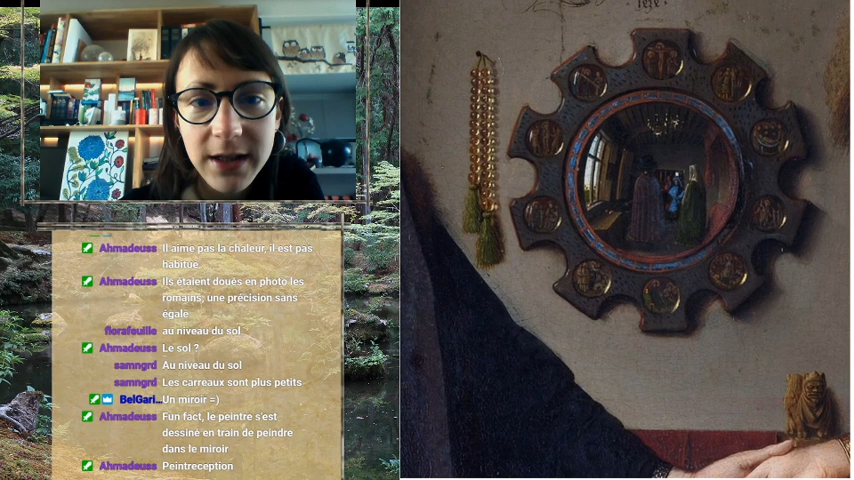 Ahmadeuss Il aime pas la chaleur, il est pas
habitué.
Ahmadeuss Ils étaient doués en photo les
romains, une précision sans
égale
florafeuille au niveau du sol
Ahmadeuss Le sol ?
samngrd Au niveau du sol
samngrd Les carreaux sont plus petits
BelGari… Un miroir =)
Ahmadeuss Fun fact, le peintre s'est
dessiné en train de peindre
dans le miroir
Ahmadeuss Peintreception